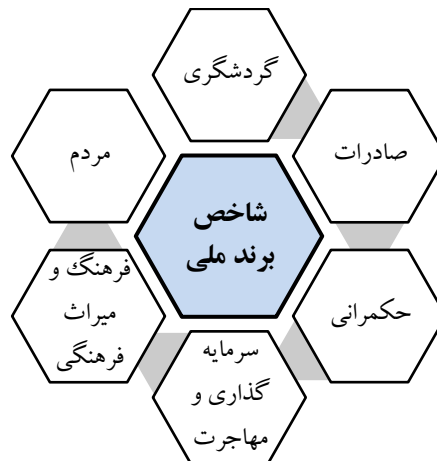 گردشگری
صادرات
مردم
شاخص
برند ملی
فرهنگ و
میراث
فرهنگی
حکمرانی
سرمایه
گذاری و
مهاجرت